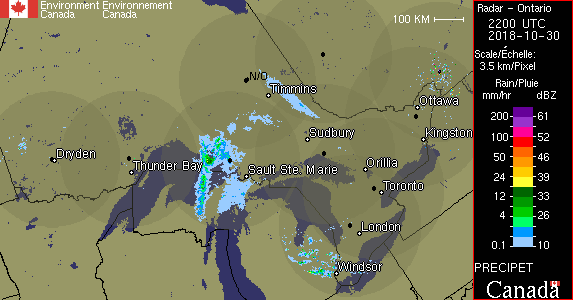 Environment Environnement
Canada Canada
100 KM
N/O
Timmins
Ottawa
Sudbury
Kingston
Dryden
Thunder Bay
Sault Ste. Marie
Orillia
Toronto
London
Windsor
Radar - Ontario
2200 UTC
2018-10-30
Scale/Échelle:
3.5 km/Pixel
Rain/Pluie
mm/hr dBZ
200 61
100 52
50 46
24 39
12 33
4 26
0.1 10
PRECIPET
Canada